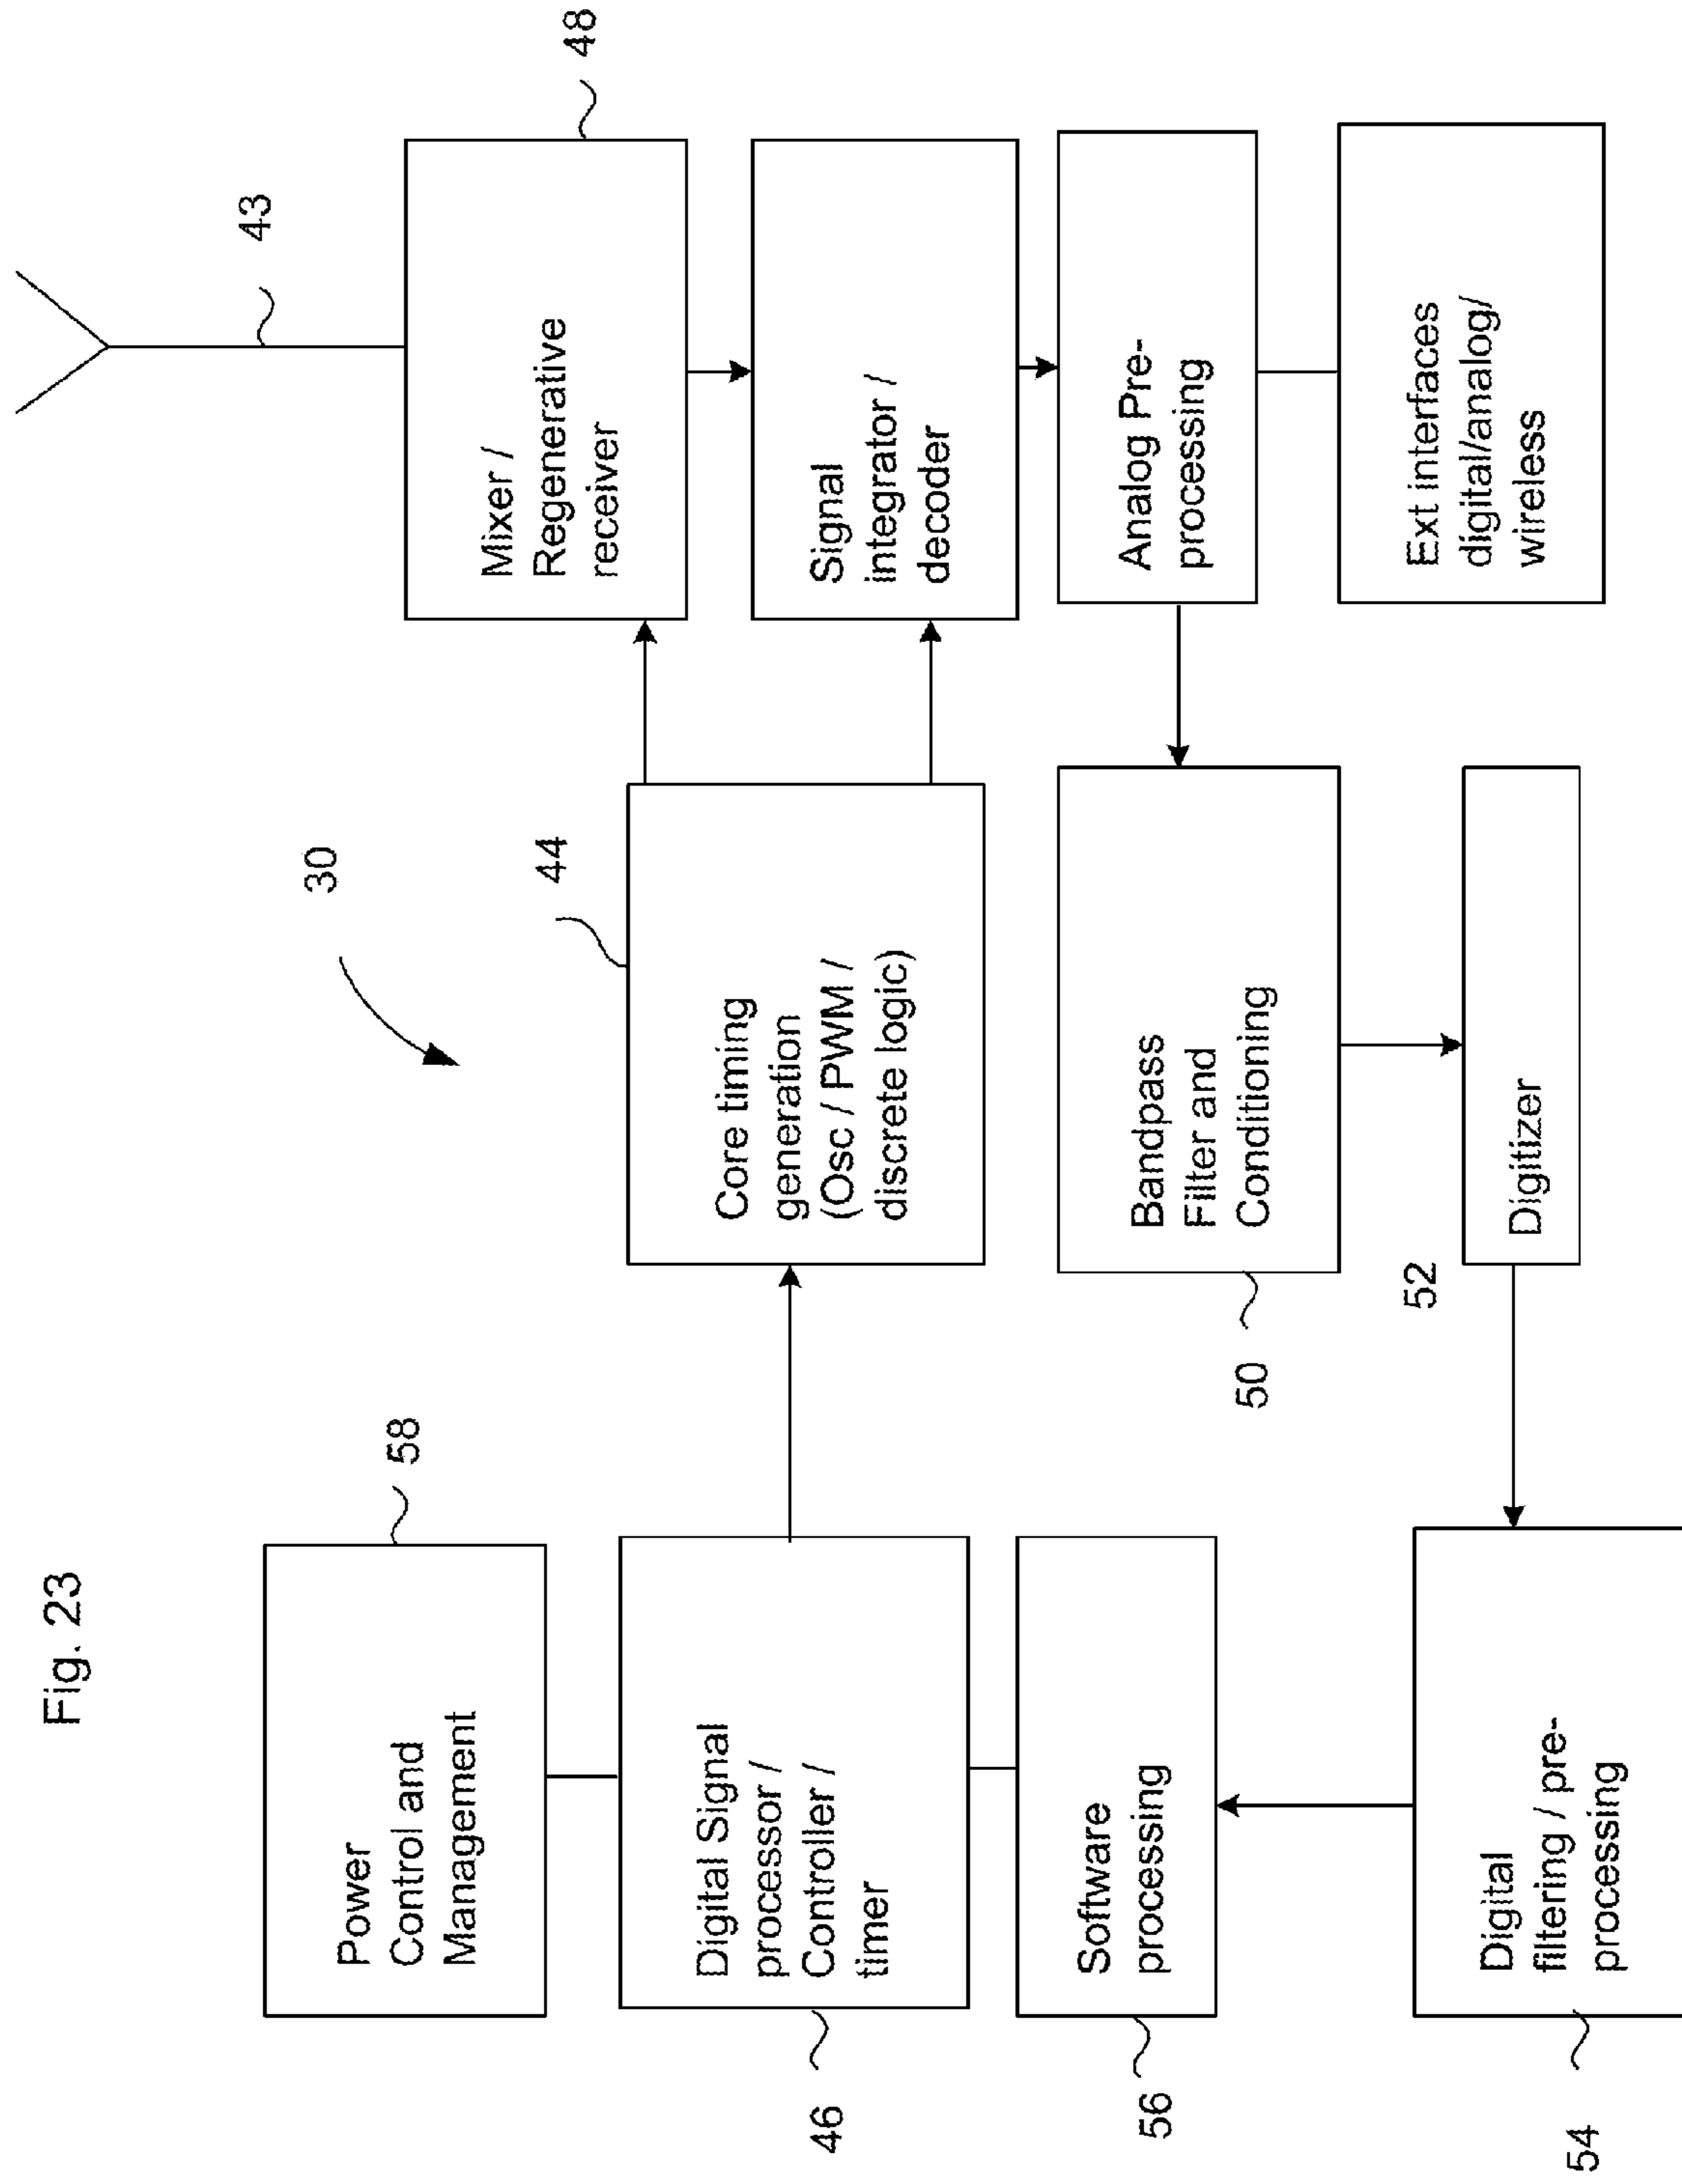 Fig. 23
30
43
48
Mixer /
Regenerative
receiver
Signal
integrator /
decoder
Analog Pre-
processing
Ext interfaces
digital/analog/
wireless
44
Core timing
generation
(Osc / PWM /
discrete logic)
Bandpass
Filter and
Conditioning
50
52
Digitizer
58
Power
Control and
Management
Digital Signal
processor /
Controller /
timer
46
Software
processing
56
Digital
filtering / pre-
processing
54